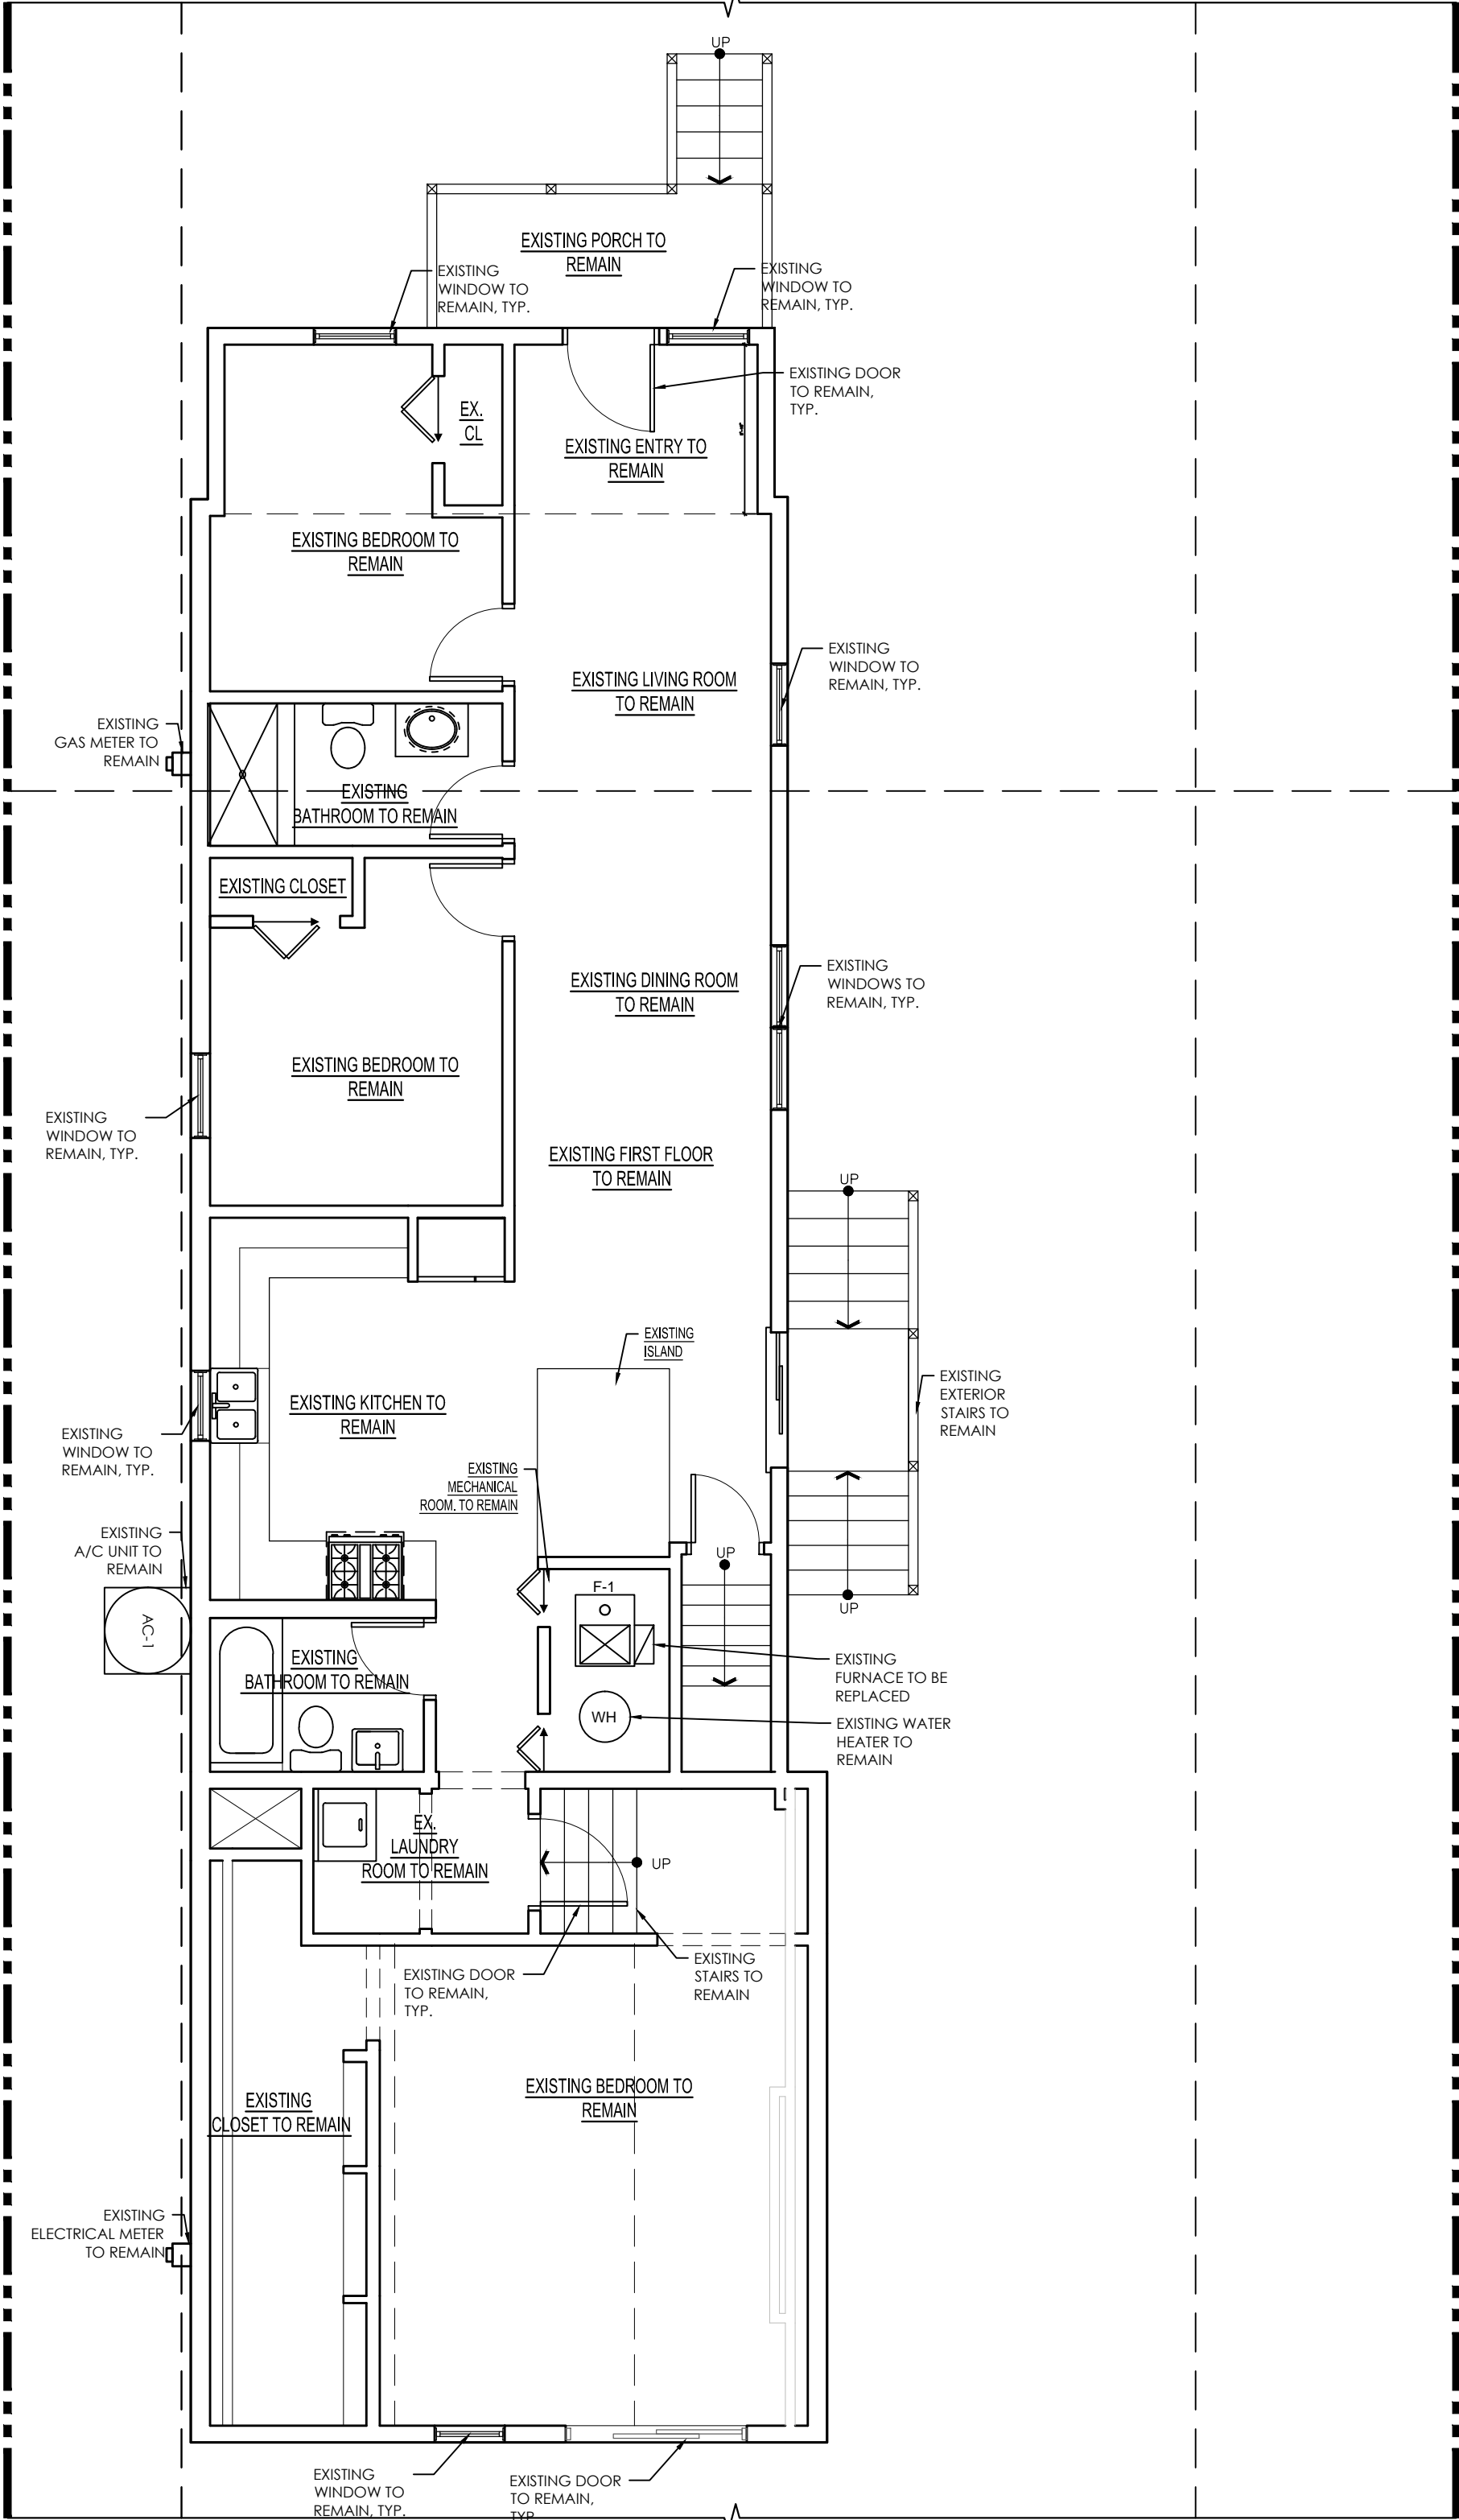 UP
EXISTING PORCH TO
REMAIN
EXISTING
WINDOW TO
REMAIN, TYP.
EXISTING
WINDOW TO
REMAIN, TYP.
EXISTING DOOR
TO REMAIN,
TYP.
EX.
CL
EXISTING ENTRY TO
REMAIN
EXISTING BEDROOM TO
REMAIN
EXISTING
WINDOW TO
REMAIN, TYP.
EXISTING LIVING ROOM
TO REMAIN
EXISTING
GAS METER TO
REMAIN
EXISTING
BATHROOM TO REMAIN
EXISTING CLOSET
EXISTING DINING ROOM
TO REMAIN
EXISTING
WINDOWS TO
REMAIN, TYP.
EXISTING BEDROOM TO
REMAIN
EXISTING
WINDOW TO
REMAIN, TYP.
EXISTING FIRST FLOOR
TO REMAIN
UP
EXISTING
ISLAND
EXISTING KITCHEN TO
REMAIN
EXISTING
EXTERIOR
STAIRS TO
REMAIN
EXISTING
WINDOW TO
REMAIN, TYP.
EXISTING
MECHANICAL
ROOM. TO REMAIN
EXISTING
A/C UNIT TO
REMAIN
UP
F-1
UP
AC-1
EXISTING
BATHROOM TO REMAIN
EXISTING
FURNACE TO BE
REPLACED
WH
EXISTING WATER
HEATER TO
REMAIN
EX.
LAUNDRY
ROOM TO REMAIN
UP
EXISTING DOOR
TO REMAIN,
TYP.
EXISTING
STAIRS TO
REMAIN
EXISTING
CLOSET TO REMAIN
EXISTING BEDROOM TO
REMAIN
EXISTING
ELECTRICAL METER
TO REMAIN
EXISTING
WINDOW TO
REMAIN, TYP.
EXISTING DOOR
TO REMAIN,
TYP.